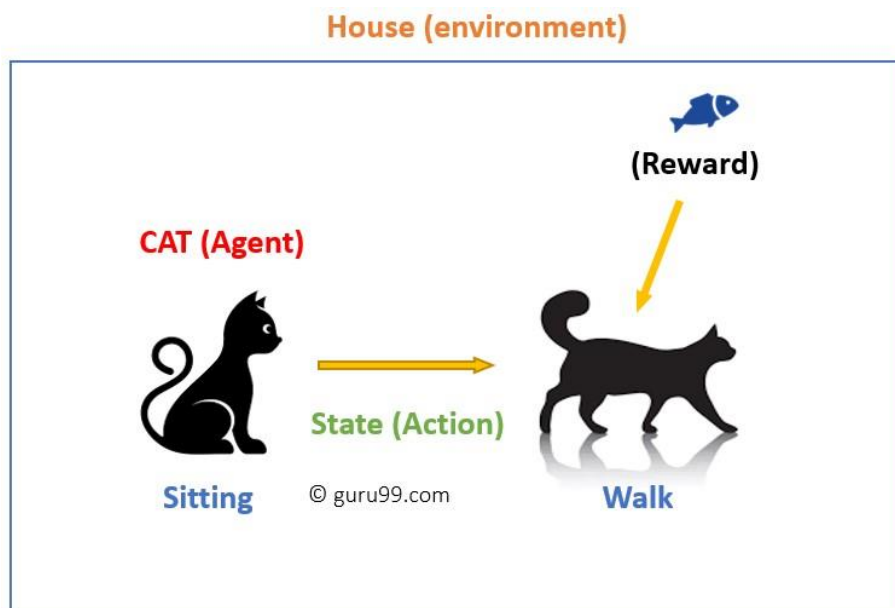 House (environment)
(Reward)
CAT (Agent)
State (Action)
Sitting
© guru99.com
Walk